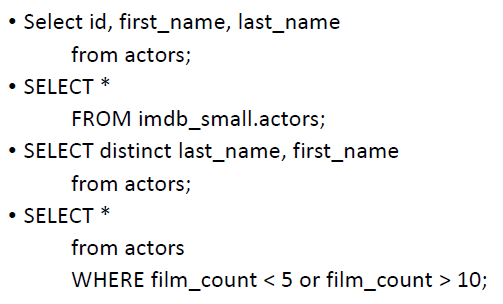 • Select id, first_name, last_name
from actors;
• SELECT *
FROM imdb_small.actors;
• SELECT distinct last_name, first_name
from actors;
• SELECT *
from actors
WHERE film_count < 5 or film_count > 10;